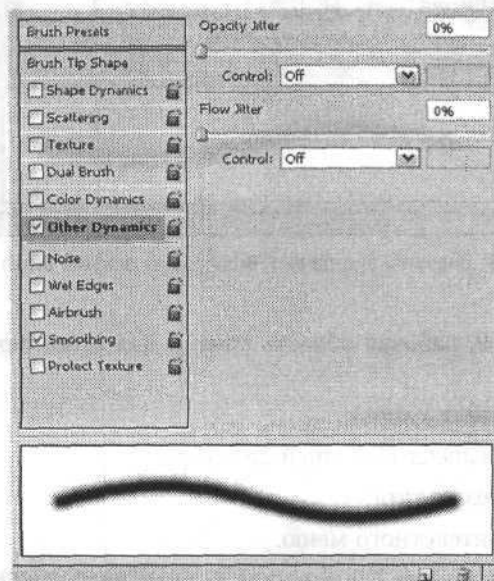 Brush Presets
Brush Tip Shape
Shape Dynamics
Scattering
Texture
Dual Brush
Color Dynamics
Other Dynamics
Noise
Wet Edges
Airbrush
Smoothing
Protect Texture
Opacity Jitter 0%
Control: Off
Flow Jitter 0%
Control: Off